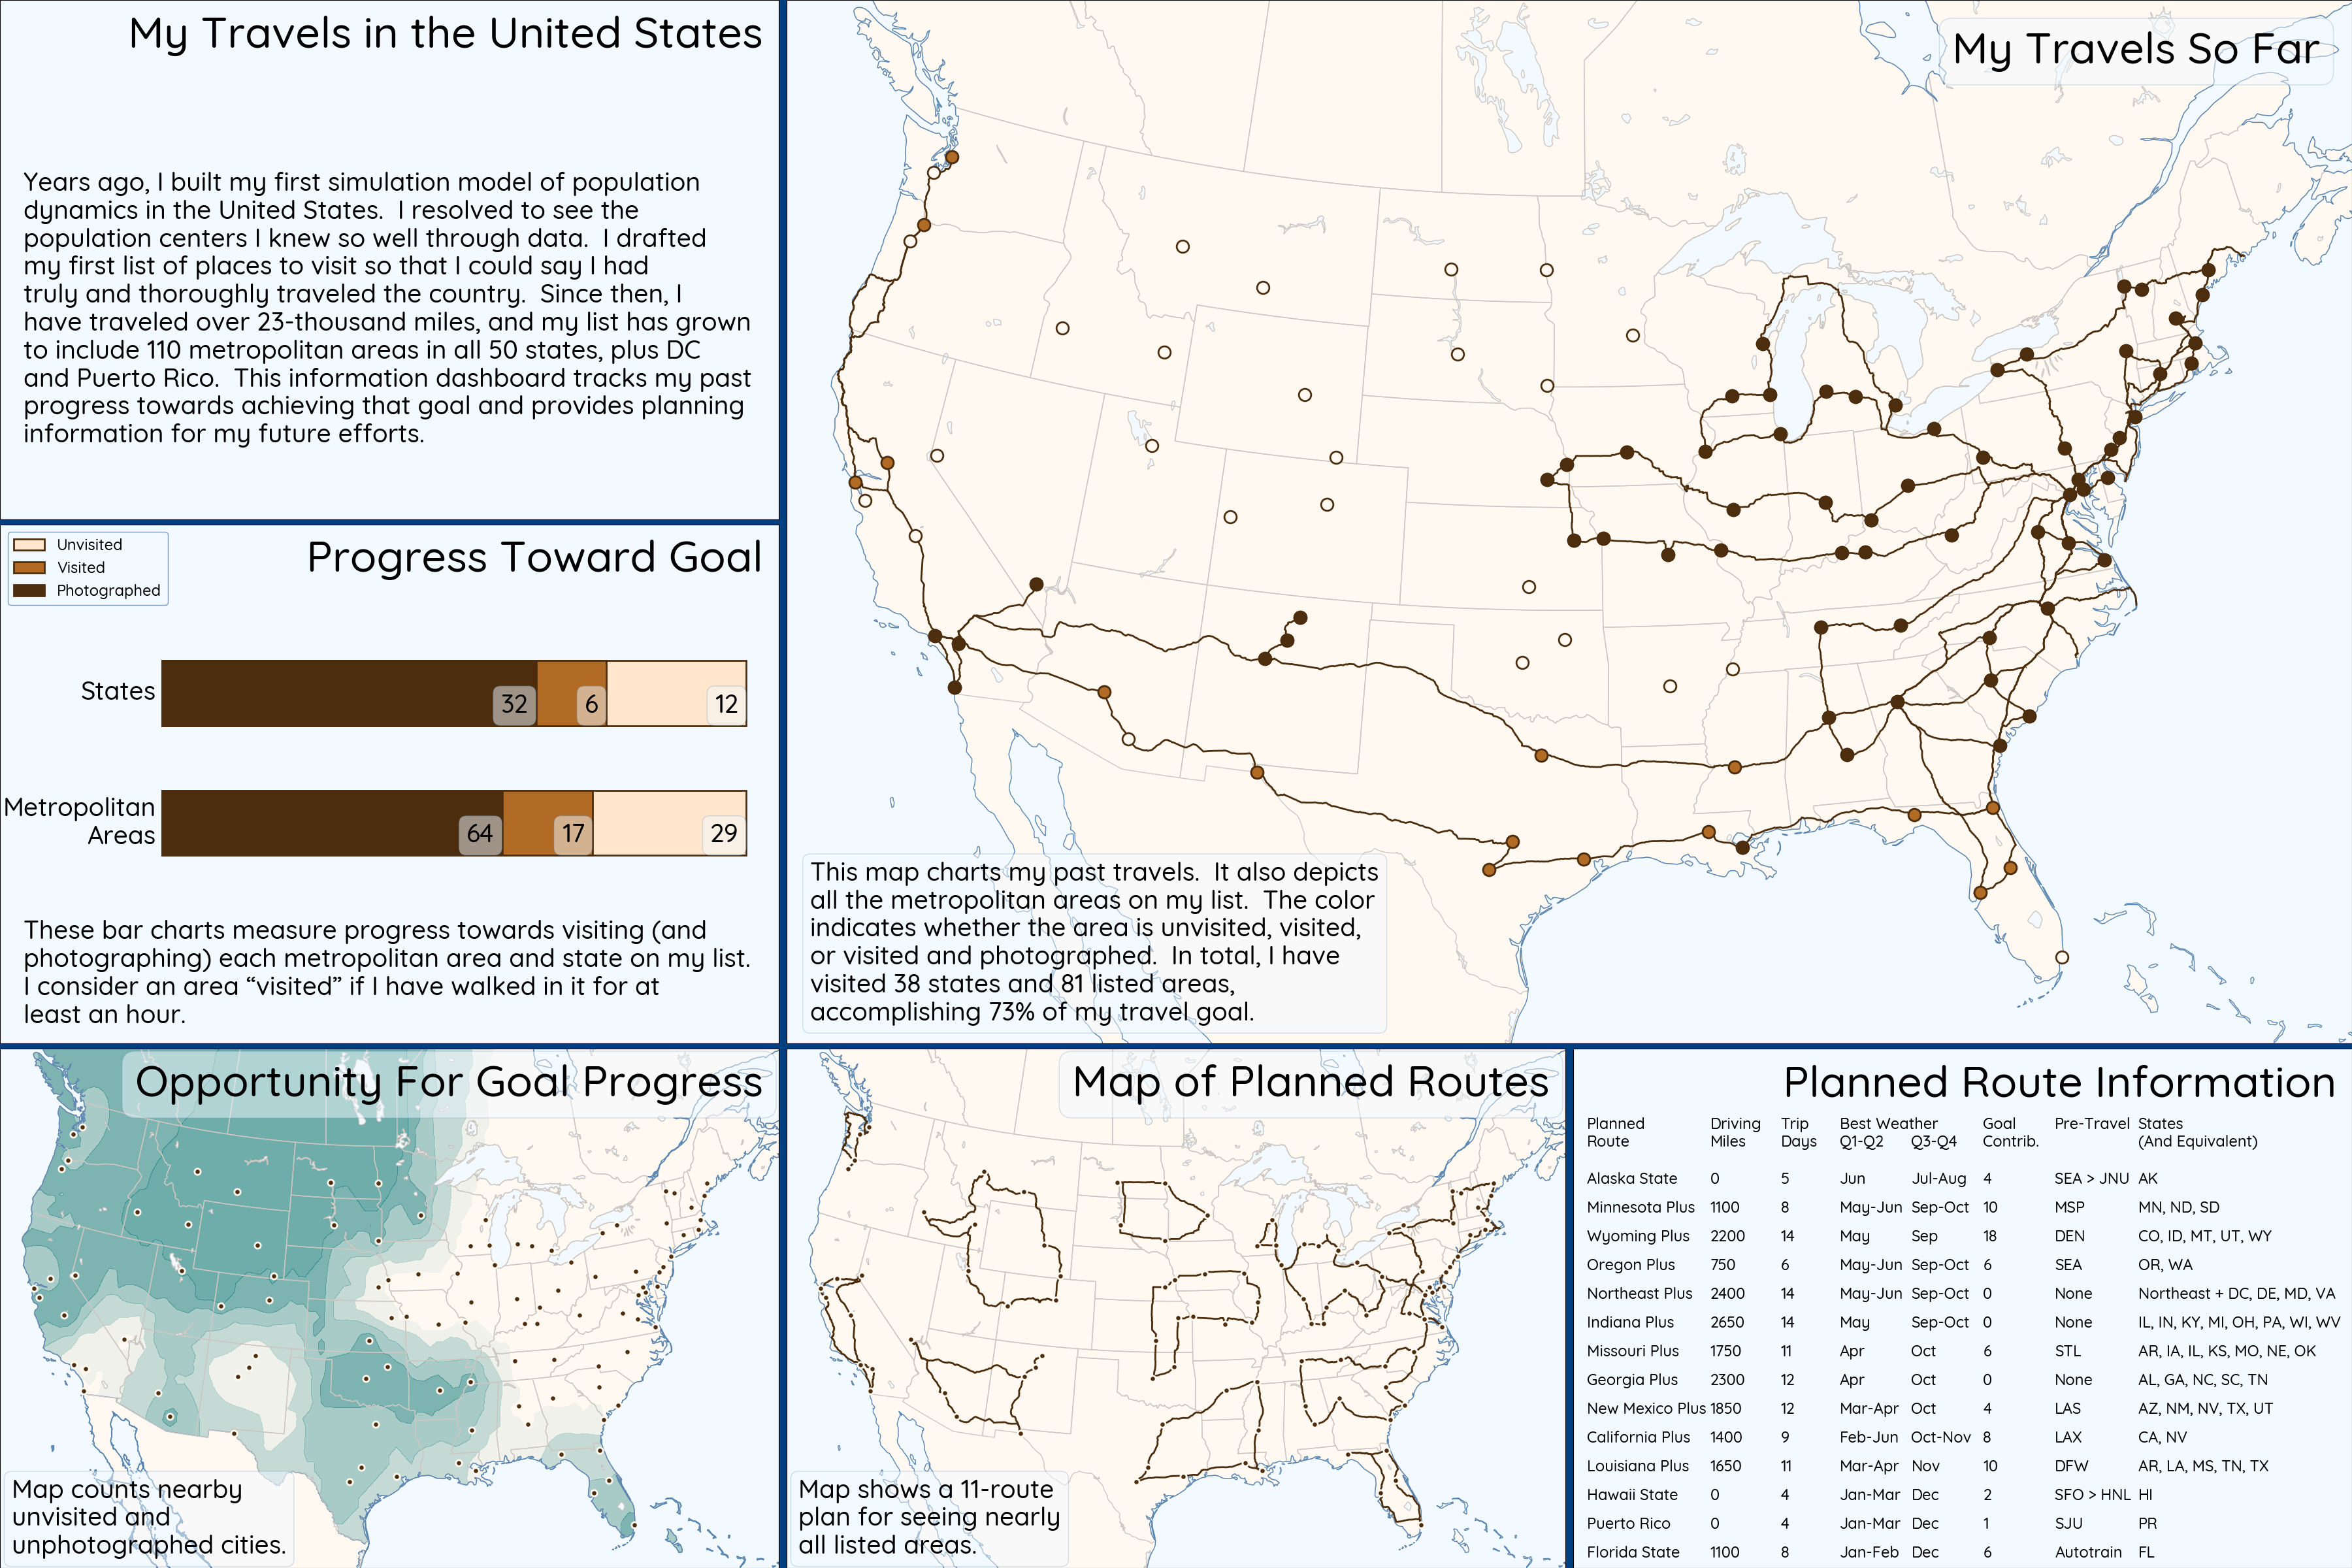 My Travels in the United States
Years ago, I built my first simulation model of population
dynamics in the United States.  I resolved to see the
population centers I knew so well through data.  I drafted
my first list of places to visit so that I could say I had
truly and thoroughly traveled the country.  Since then, I
have traveled over 23-thousand miles, and my list has grown
to include 110 metropolitan areas in all 50 states, plus DC
and Puerto Rico.  This information dashboard tracks my past
progress towards achieving that goal and provides planning
information for my future efforts.
My Travels So Far
This map charts my past travels.  It also depicts
all the metropolitan areas on my list.  The color
indicates whether the area is unvisited, visited,
or visited and photographed.  In total, I have
visited 38 states and 81 listed areas,
accomplishing 73% of my travel goal.
Progress Toward Goal
Unvisited
Visited
Photographed
States 32 6 12
Metropolitan
Areas 64 17 29
These bar charts measure progress towards visiting (and
photographing) each metropolitan area and state on my list.
I consider an area “visited” if I have walked in it for at
least an hour.
Opportunity For Goal Progress
Map counts nearby
unvisited and
unphotographed cities.
Map of Planned Routes
Map shows a 11-route
plan for seeing nearly
all listed areas.
Planned Route Information
Planned Driving Trip Best Weather Goal Pre-Travel States
Route Miles Days Q1-Q2 Q3-Q4 Contrib. (And Equivalent)
Alaska State 0 5 Jun Jul-Aug 4 SEA > JNU AK
Minnesota Plus 1100 8 May-Jun Sep-Oct 10 MSP MN, ND, SD
Wyoming Plus 2200 14 May Sep 18 DEN CO, ID, MT, UT, WY
Oregon Plus 750 6 May-Jun Sep-Oct 6 SEA OR, WA
Northeast Plus 2400 14 May-Jun Sep-Oct 0 None Northeast + DC, DE, MD, VA
Indiana Plus 2650 14 May Sep-Oct 0 None IL, IN, KY, MI, OH, PA, WI, WV
Missouri Plus 1750 11 Apr Oct 6 STL AR, IA, IL, KS, MO, NE, OK
Georgia Plus 2300 12 Apr Oct 0 None AL, GA, NC, SC, TN
New Mexico Plus 1850 12 Mar-Apr Oct 4 LAS AZ, NM, NV, TX, UT
California Plus 1400 9 Feb-Jun Oct-Nov 8 LAX CA, NV
Louisiana Plus 1650 11 Mar-Apr Nov 10 DFW AR, LA, MS, TN, TX
Hawaii State 0 4 Jan-Mar Dec 2 SFO > HNL HI
Puerto Rico 0 4 Jan-Mar Dec 1 SJU PR
Florida State 1100 8 Jan-Feb Dec 6 Autotrain FL